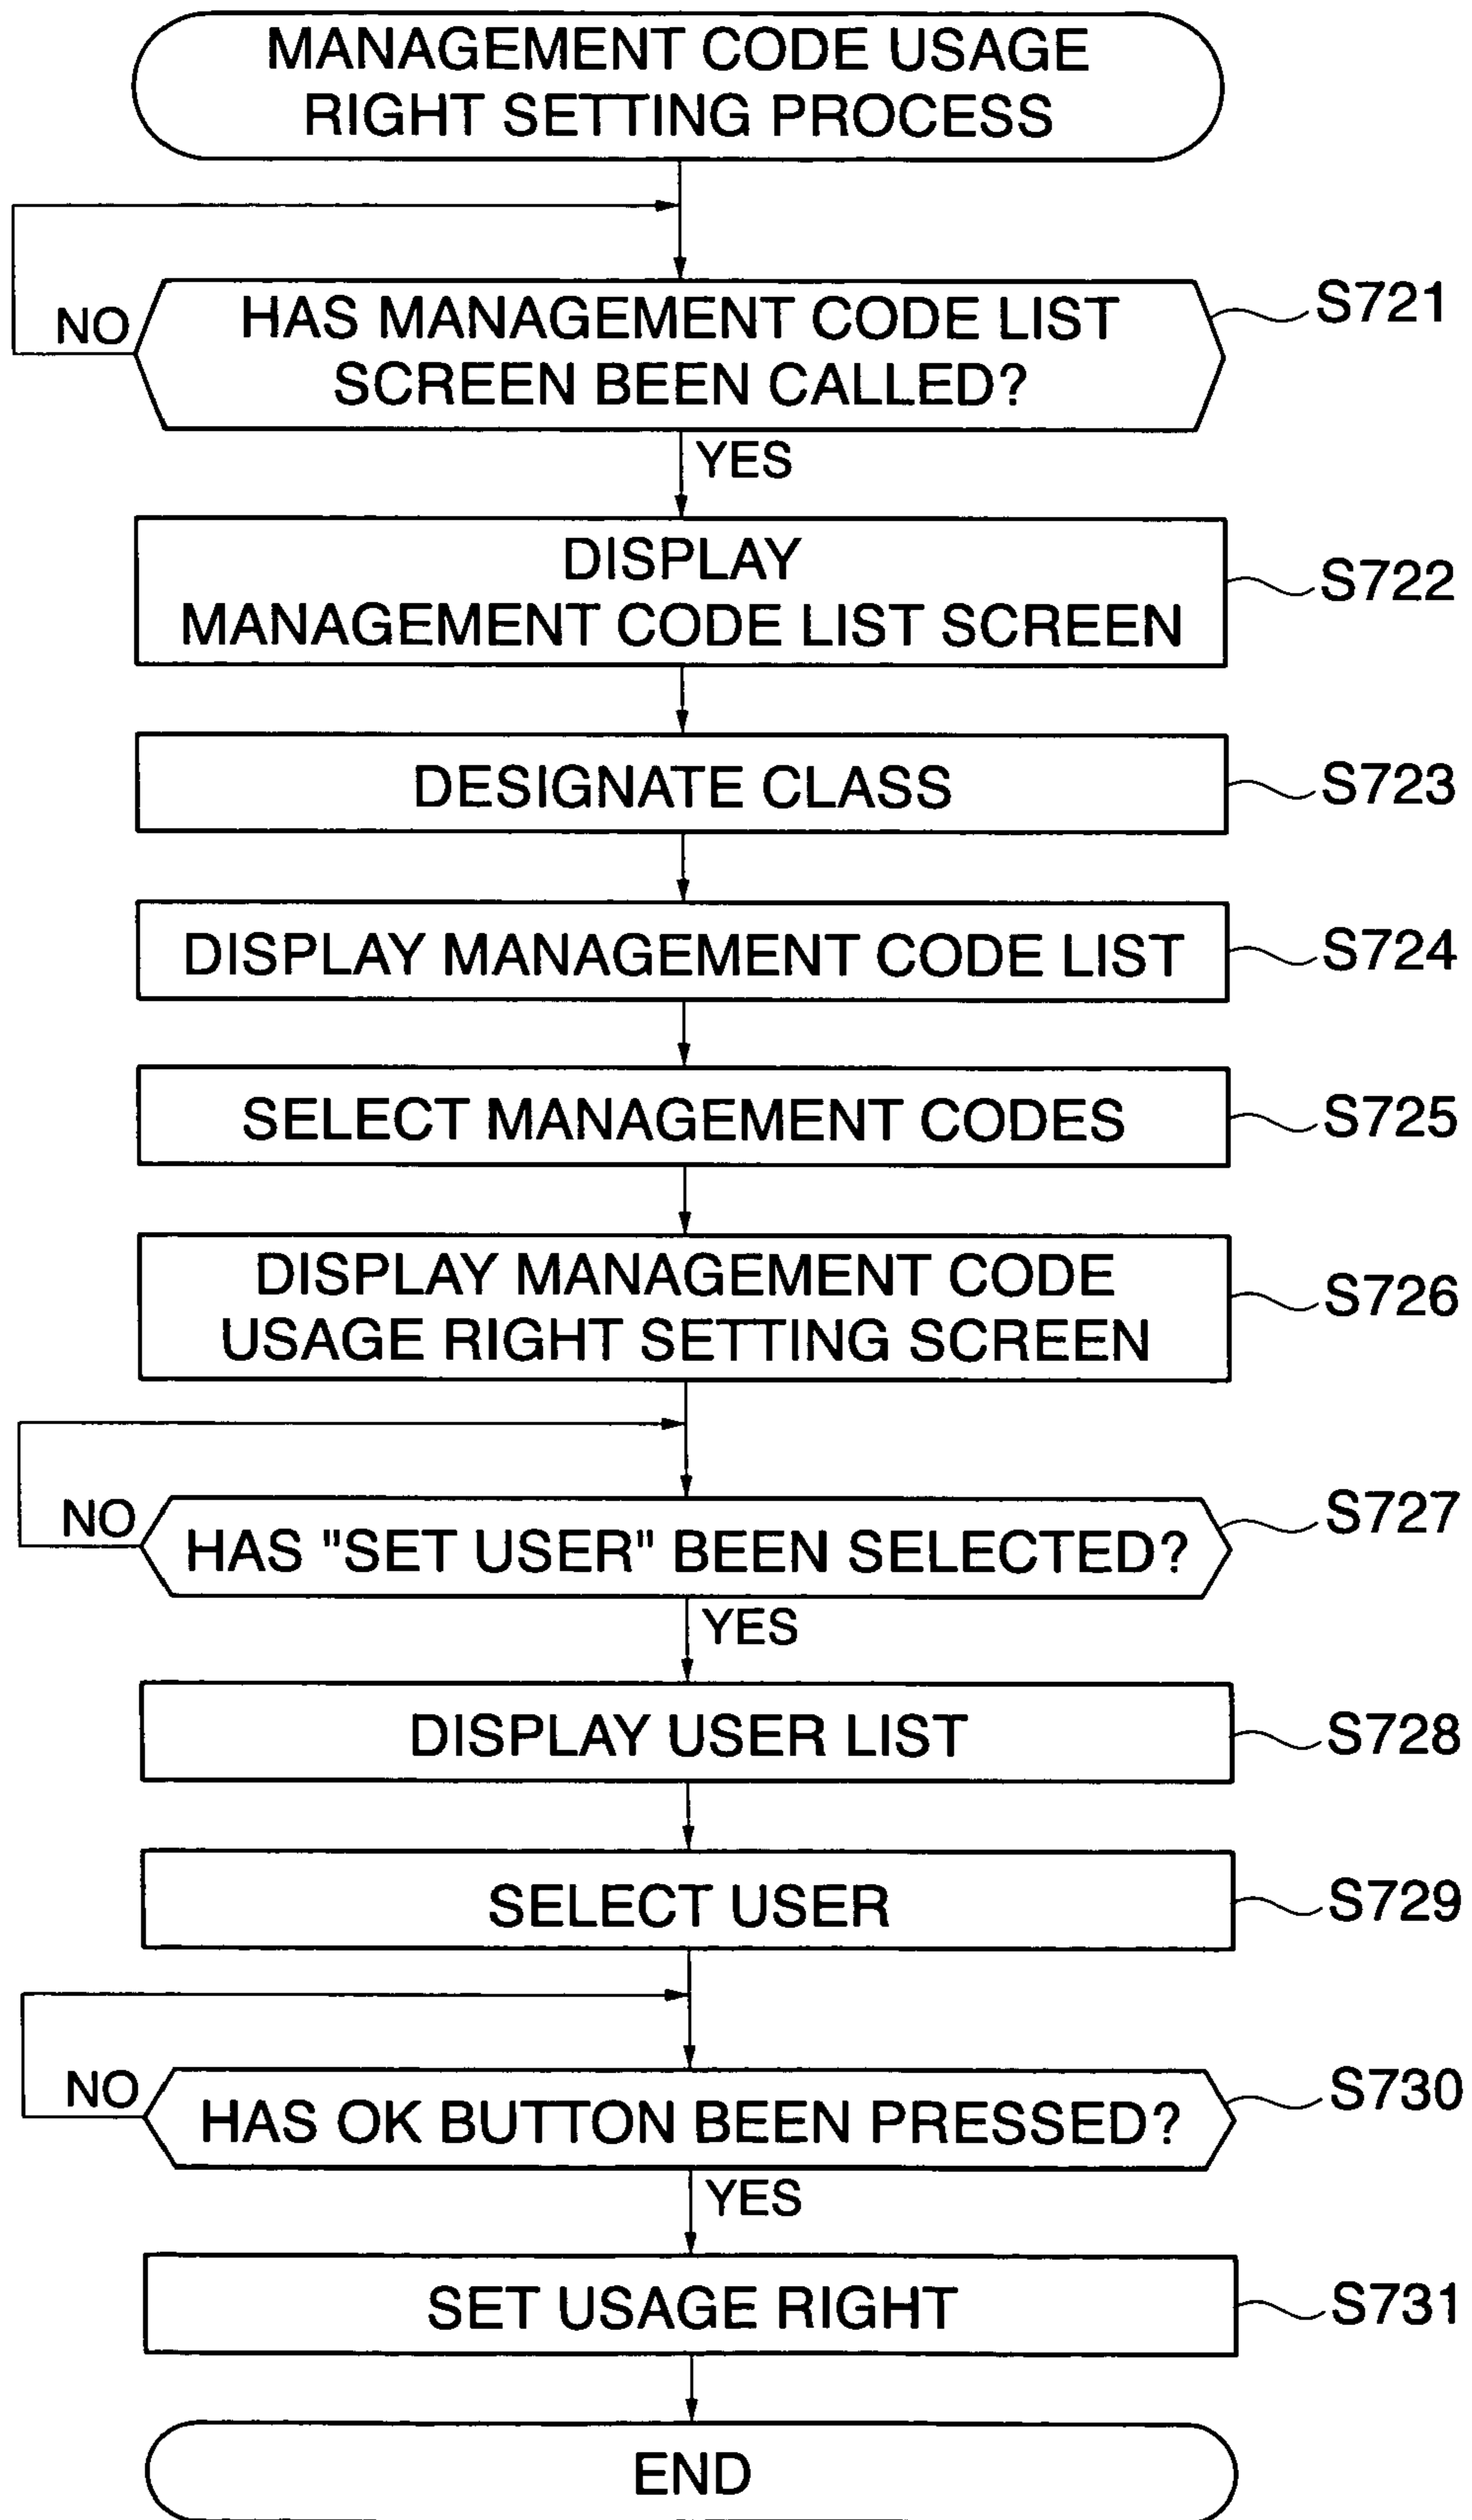 MANAGEMENT CODE USAGE
RIGHT SETTING PROCESS
NO
HAS MANAGEMENT CODE LIST
SCREEN BEEN CALLED?
S721
YES
DISPLAY
MANAGEMENT CODE LIST SCREEN
S722
DESIGNATE CLASS
S723
DISPLAY MANAGEMENT CODE LIST
S724
SELECT MANAGEMENT CODES
S725
DISPLAY MANAGEMENT CODE
USAGE RIGHT SETTING SCREEN
S726
NO
HAS "SET USER" BEEN SELECTED?
S727
YES
DISPLAY USER LIST
S728
SELECT USER
S729
NO
HAS OK BUTTON BEEN PRESSED?
S730
YES
SET USAGE RIGHT
S731
END